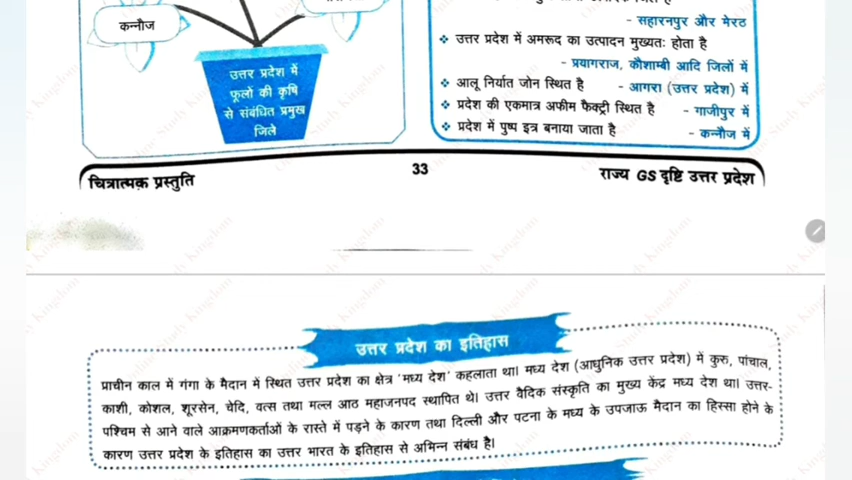 - सहारनपुर और मेरठ
कन्नौज
❖ उत्तर प्रदेश में अमरूद का उत्पादन मुख्यतः होता है
- प्रयागराज, कौशाम्बी आदि जिलों में
❖ आलू निर्यात जोन स्थित है - आगरा (उत्तर प्रदेश) में
❖ प्रदेश की एकमात्र अफीम फैक्ट्री स्थित है - गाजीपुर में
❖ प्रदेश में पुष्प इत्र बनाया जाता है - कन्नौज में
उत्तर प्रदेश में
फूलों की कृषि
से संबंधित प्रमुख
जिले
चित्रात्मक प्रस्तुति 33 राज्य GS दृष्टि उत्तर प्रदेश
उत्तर प्रदेश का इतिहास
प्राचीन काल में गंगा के मैदान में स्थित उत्तर प्रदेश का क्षेत्र 'मध्य देश' कहलाता था। मध्य देश (आधुनिक उत्तर प्रदेश) में कुरु, पांचाल,
काशी, कोशल, शूरसेन, चेदि, वत्स तथा मल्ल आठ महाजनपद स्थापित थे। उत्तर वैदिक संस्कृति का मुख्य केंद्र मध्य देश था। उत्तर-
पश्चिम से आने वाले आक्रमणकर्ताओं के रास्ते में पड़ने के कारण तथा दिल्ली और पटना के मध्य के उपजाऊ मैदान का हिस्सा होने के
कारण उत्तर प्रदेश के इतिहास का उत्तर भारत के इतिहास से अभिन्न संबंध है।
Study Kingdom